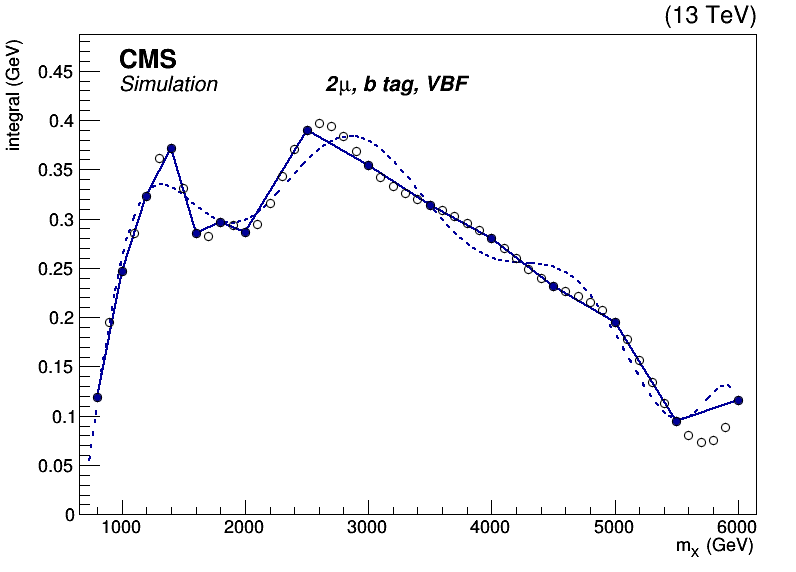 (13 TeV)
integral (GeV)
CMS
Simulation
2μ, b tag, VBF
0.45
0.4
0.35
0.3
0.25
0.2
0.15
0.1
0.05
0
1000 2000 3000 4000 5000 6000
m_X (GeV)